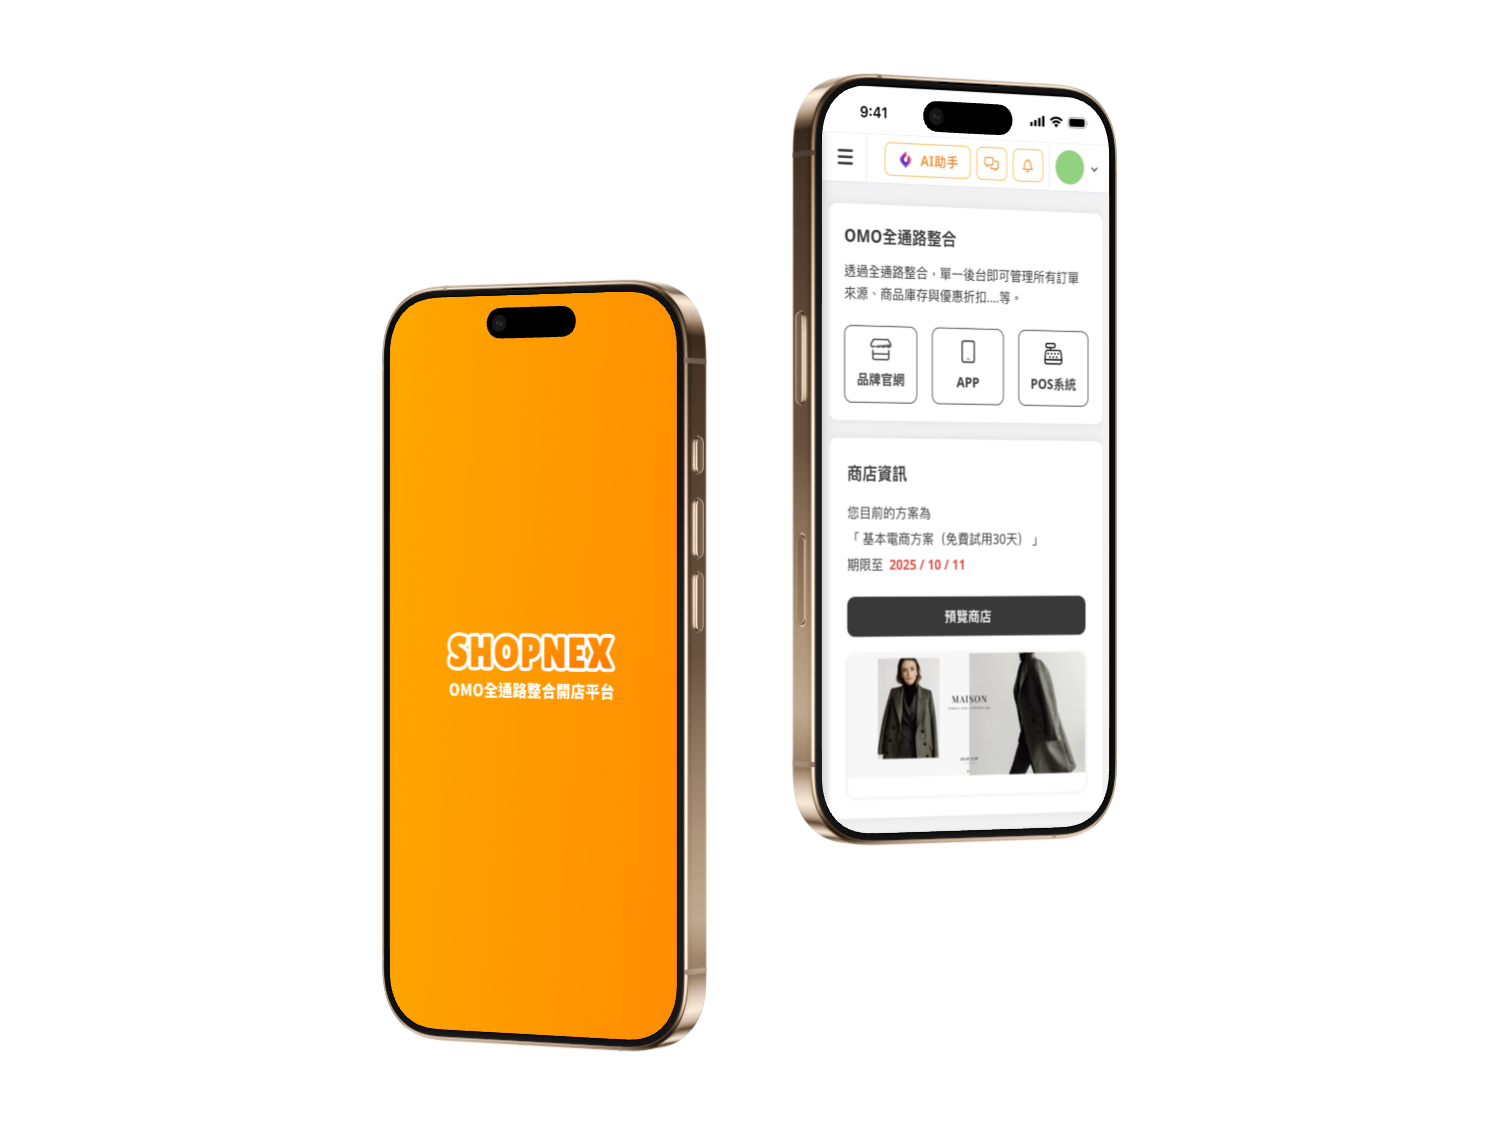 SHOPNEX
OMO全通路整合開店平台
9:41
AI助手
OMO全通路整合
透過全通路整合，單一後台即可管理所有訂單
來源、商品庫存與優惠折扣....等。
品牌官網
APP
POS系統
商店資訊
您目前的方案為
「 基本電商方案（免費試用30天） 」
期限至 2025 / 10 / 11
預覽商店
MAISON